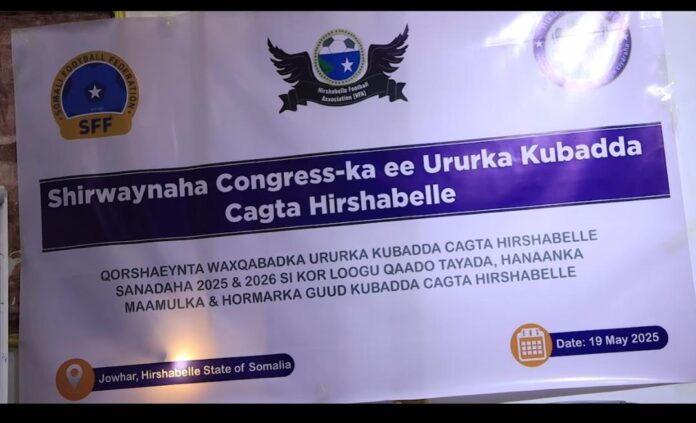 SOMALI FOOTBALL FEDERATION
SFF
Hirshabelle Football
Association (HFA)
Shirwaynaha Congress-ka ee Ururka Kubadda
Cagta Hirshabelle
QORSHAEYNTA WAXQABADKA URURKA KUBADDA CAGTA HIRSHABELLE
SANADAHA 2025 & 2026 SI KOR LOOGU QAADO TAYADA, HANAANKA
MAAMULKA & HORMARKA GUUD KUBADDA CAGTA HIRSHABELLE
Jowhar, Hirshabelle State of Somalia
Date: 19 May 2025